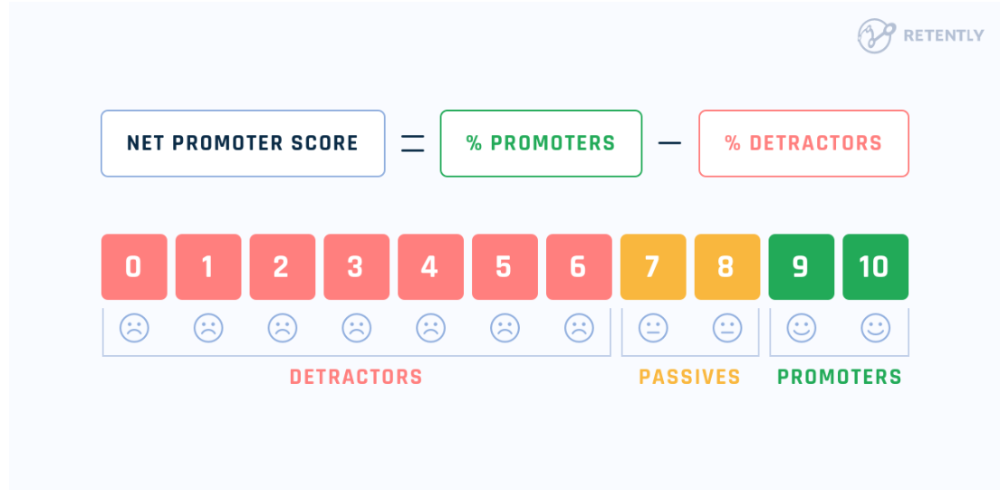 RETENTLY
NET PROMOTER SCORE = % PROMOTERS – % DETRACTORS
0 1 2 3 4 5 6 7 8 9 10
DETRACTORS PASSIVES PROMOTERS